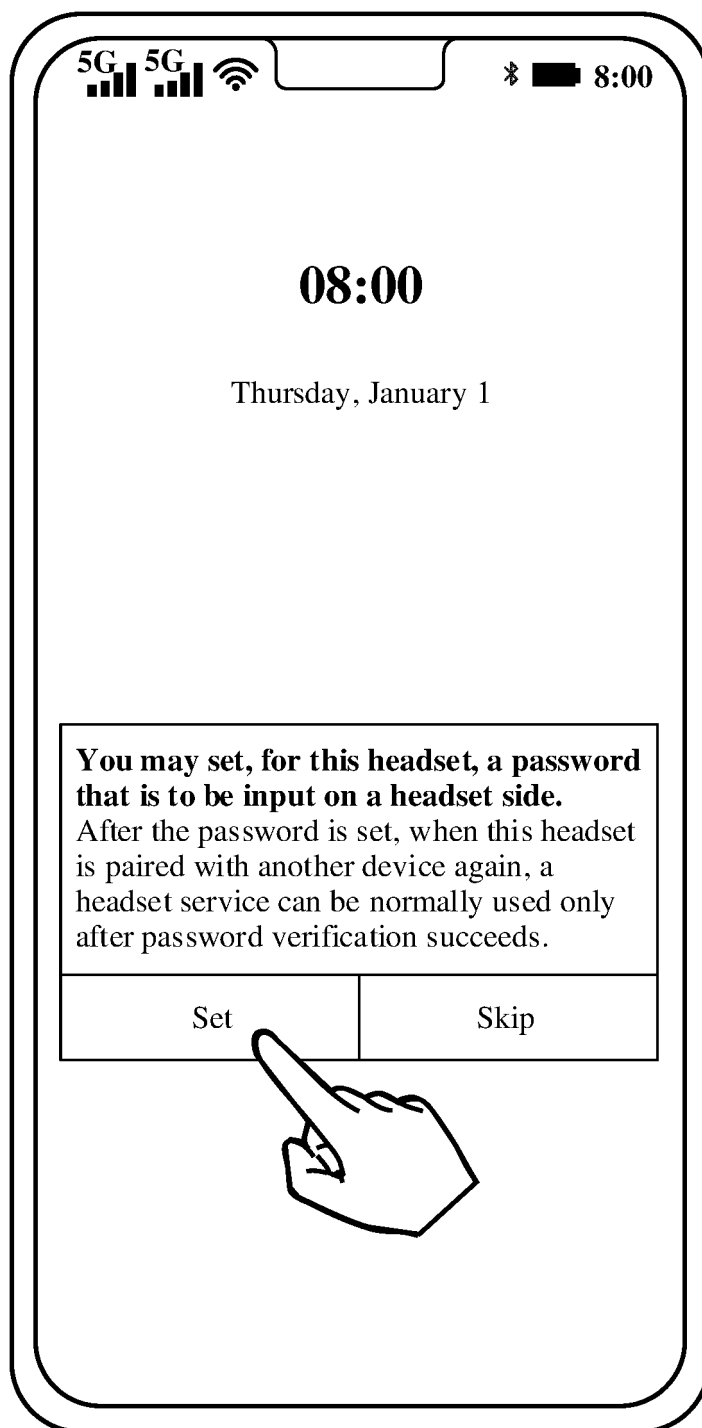 5G 5G 8:00
08:00
Thursday, January 1
You may set, for this headset, a password
that is to be input on a headset side.
After the password is set, when this headset
is paired with another device again, a
headset service can be normally used only
after password verification succeeds.
Set Skip